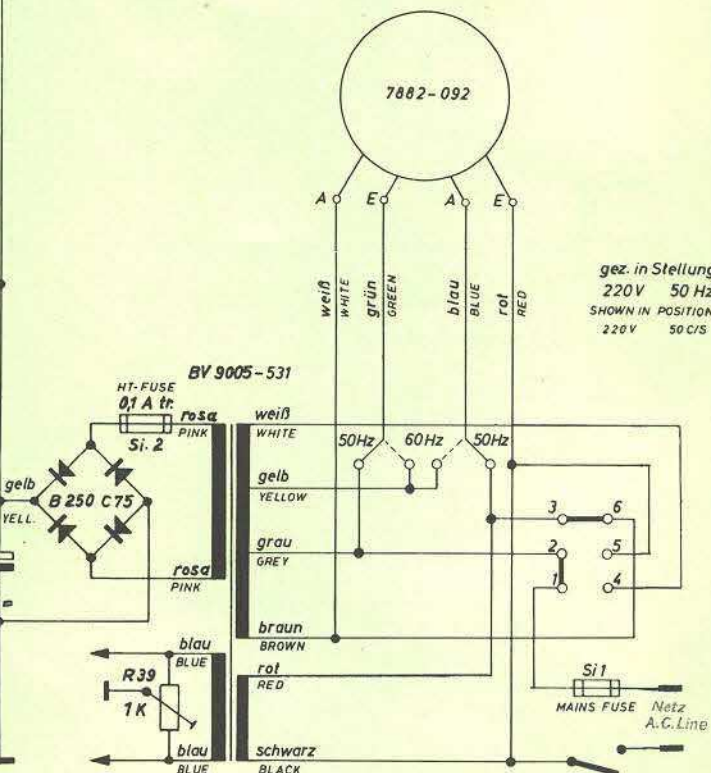 7882-092
A
E
A
E
weiß
WHITE
grün
GREEN
blau
BLUE
rot
RED
gez. in Stellung
220V 50 Hz
SHOWN IN POSITION
220V 50 C/S
BV 9005-531
HT-FUSE
0,1 A tr.
Si. 2
rosa
PINK
weiß
WHITE
50Hz
60Hz
50Hz
gelb
YELL.
B 250 C75
gelb
YELLOW
3
6
grau
GREY
2
5
1
4
rosa
PINK
braun
BROWN
blau
BLUE
rot
RED
R39
1K
Si 1
MAINS FUSE
Netz
A.C. Line
blau
BLUE
schwarz
BLACK